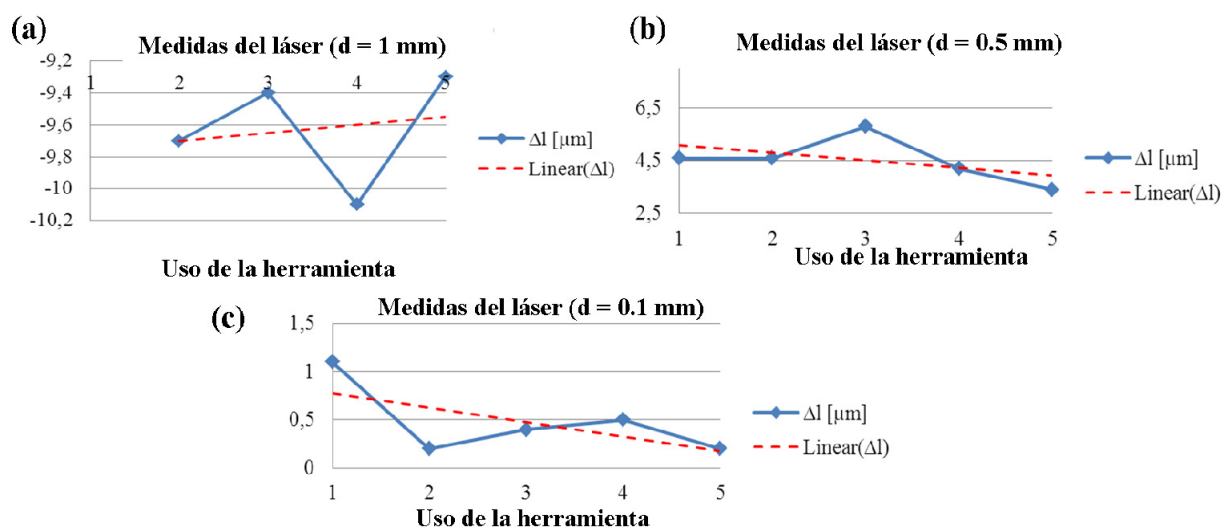 (a)
Medidas del láser (d = 1 mm)
-9,2
-9,4
-9,6
-9,8
-10
-10,2
1 2 3 4 5
Δl [µm]
Linear(Δl)
Uso de la herramienta
(b)
Medidas del láser (d = 0.5 mm)
6,5
4,5
2,5
1 2 3 4 5
Δl [µm]
Linear(Δl)
Uso de la herramienta
(c)
Medidas del láser (d = 0.1 mm)
1,5
1
0,5
0
1 2 3 4 5
Δl [µm]
Linear(Δl)
Uso de la herramienta